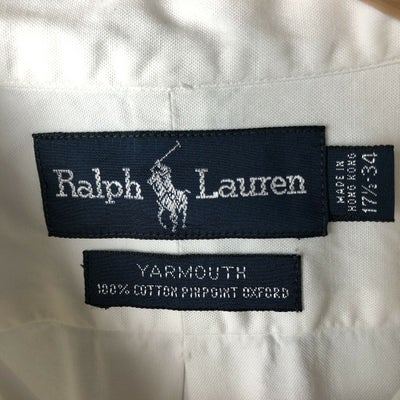 Ralph Lauren
MADE IN
HONG KONG
17½-34
YARMOUTH
100% COTTON PINPOINT OXFORD